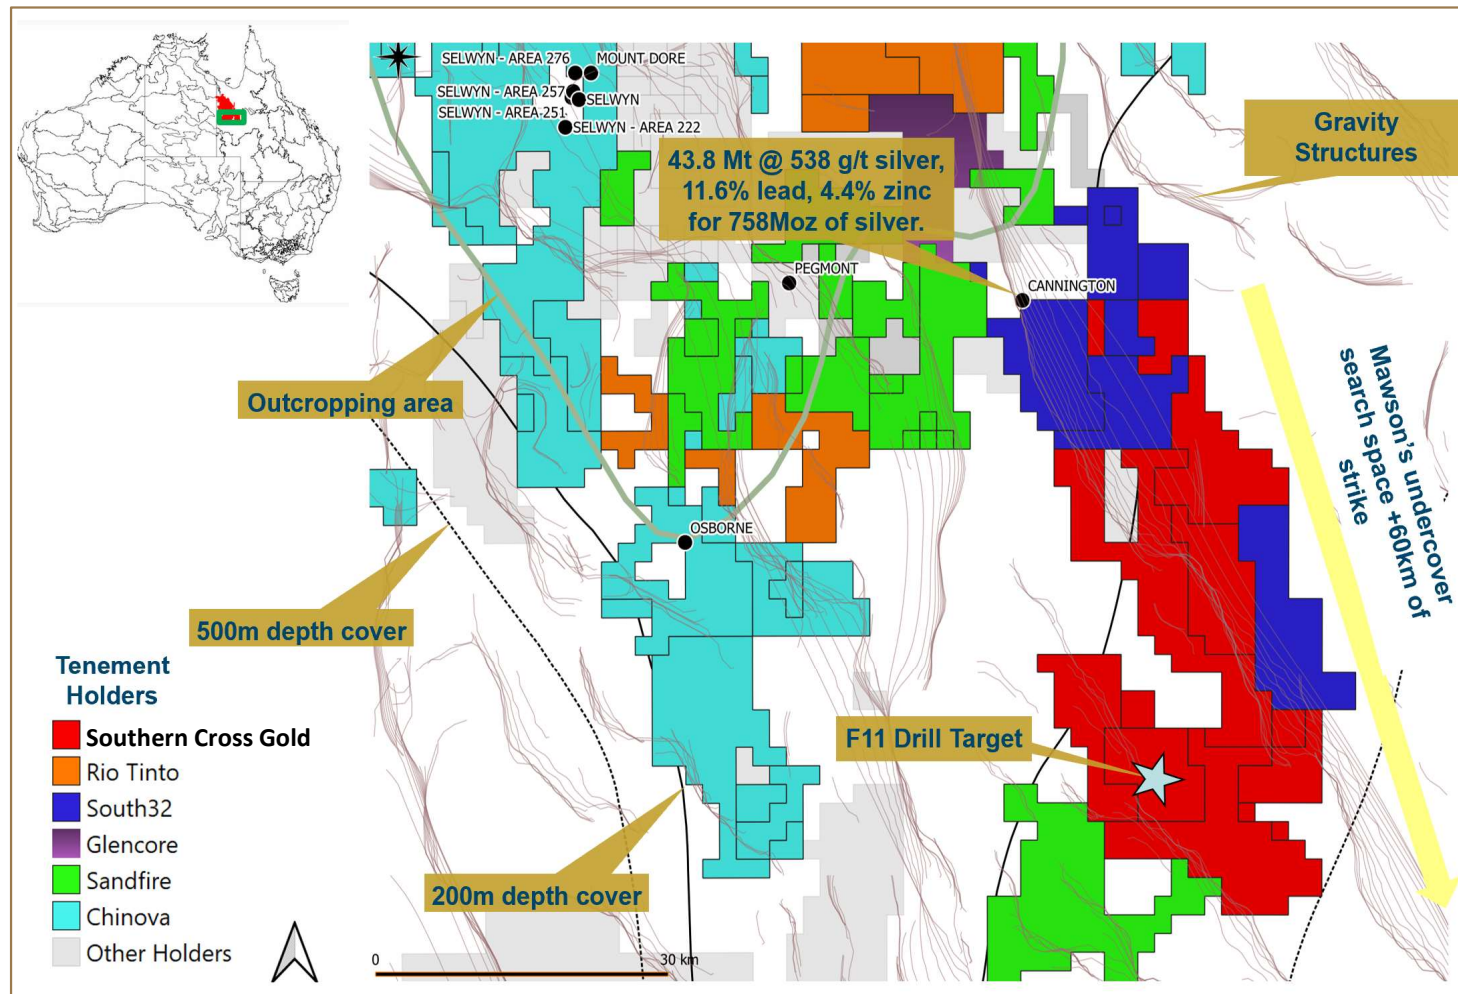 SELWYN - AREA 276
MOUNT DORE
SELWYN - AREA 257
SELWYN
SELWYN - AREA 251
SELWYN - AREA 222
Gravity
Structures
43.8 Mt @ 538 g/t silver,
11.6% lead, 4.4% zinc
for 758Moz of silver.
PEGMONT
CANNINGTON
Outcropping area
Mawson's undercover
search space +60km of
strike
OSBORNE
500m depth cover
Tenement
Holders
Southern Cross Gold
Rio Tinto
South32
Glencore
Sandfire
Chinova
Other Holders
F11 Drill Target
200m depth cover
0
30 km